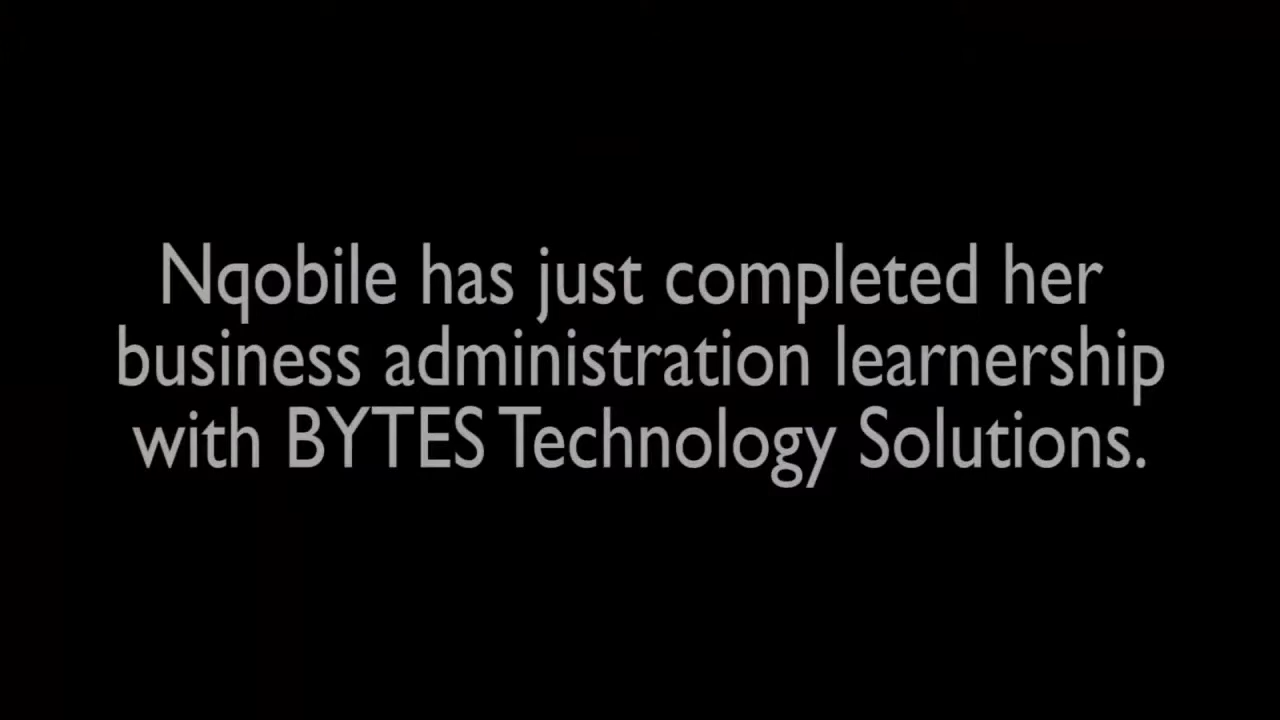 Nqobile has just completed her
business administration learnership
with BYTES Technology Solutions.